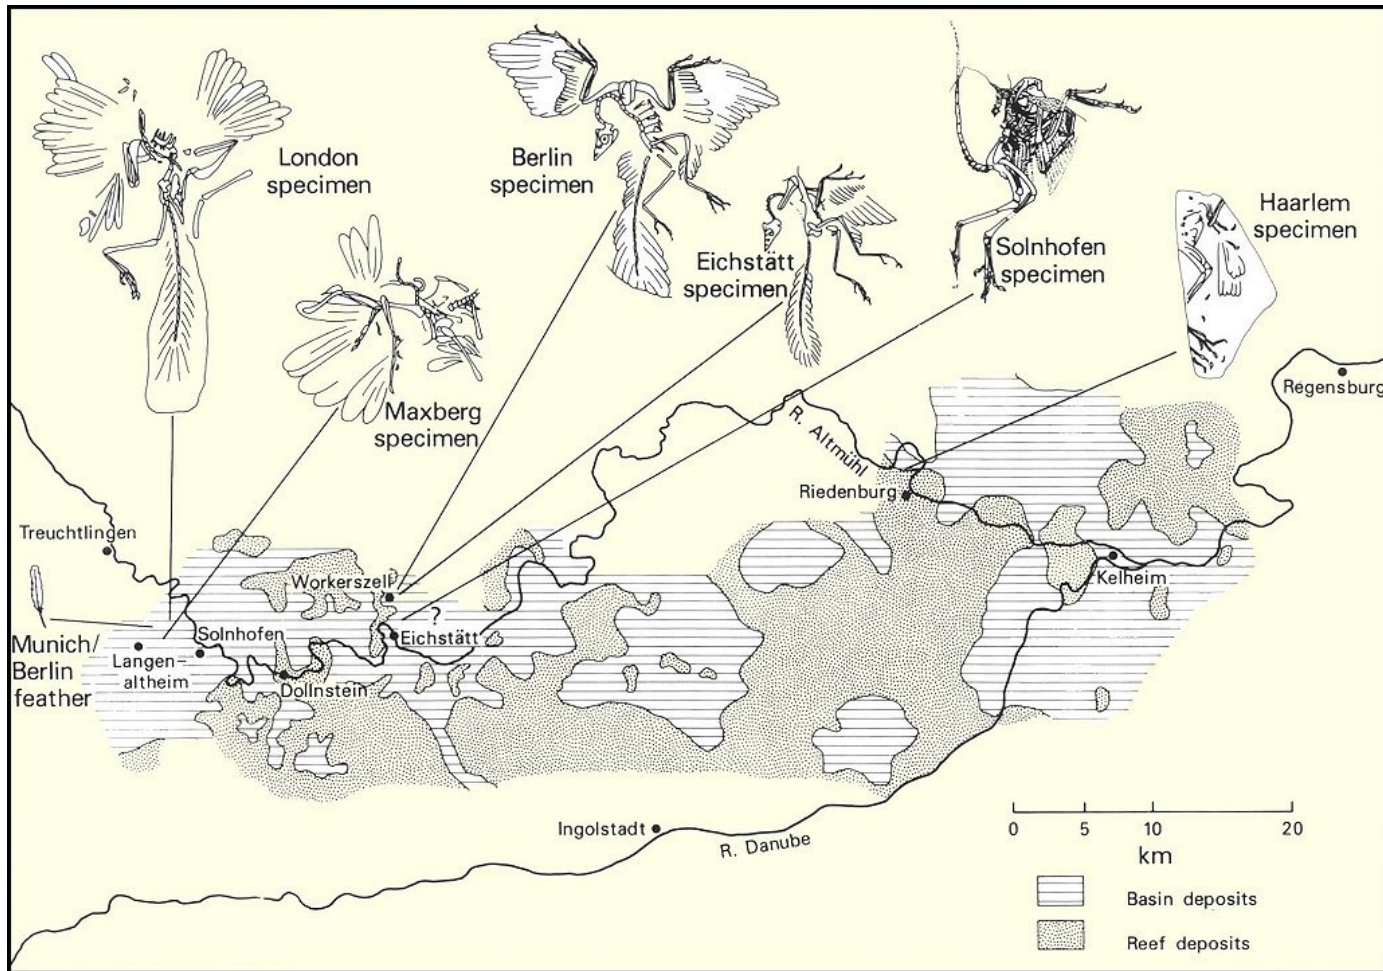 London
specimen
Berlin
specimen
Eichstätt
specimen
Solnhofen
specimen
Haarlem
specimen
Maxberg
specimen
Regensburg
R. Altmühl
Riedenburg
Treuchtlingen
Workerszell
Kelheim
?
Munich/
Berlin
feather
Solnhofen
Eichstätt
Langen-
altheim
Dollnstein
Ingolstadt
R. Danube
0 5 10 20
km
Basin deposits
Reef deposits